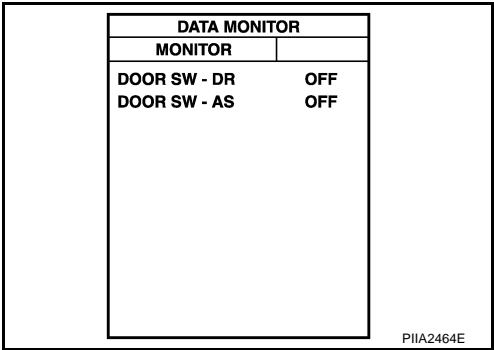 DATA MONITOR
MONITOR
DOOR SW - DR OFF
DOOR SW - AS OFF
PIIA2464E